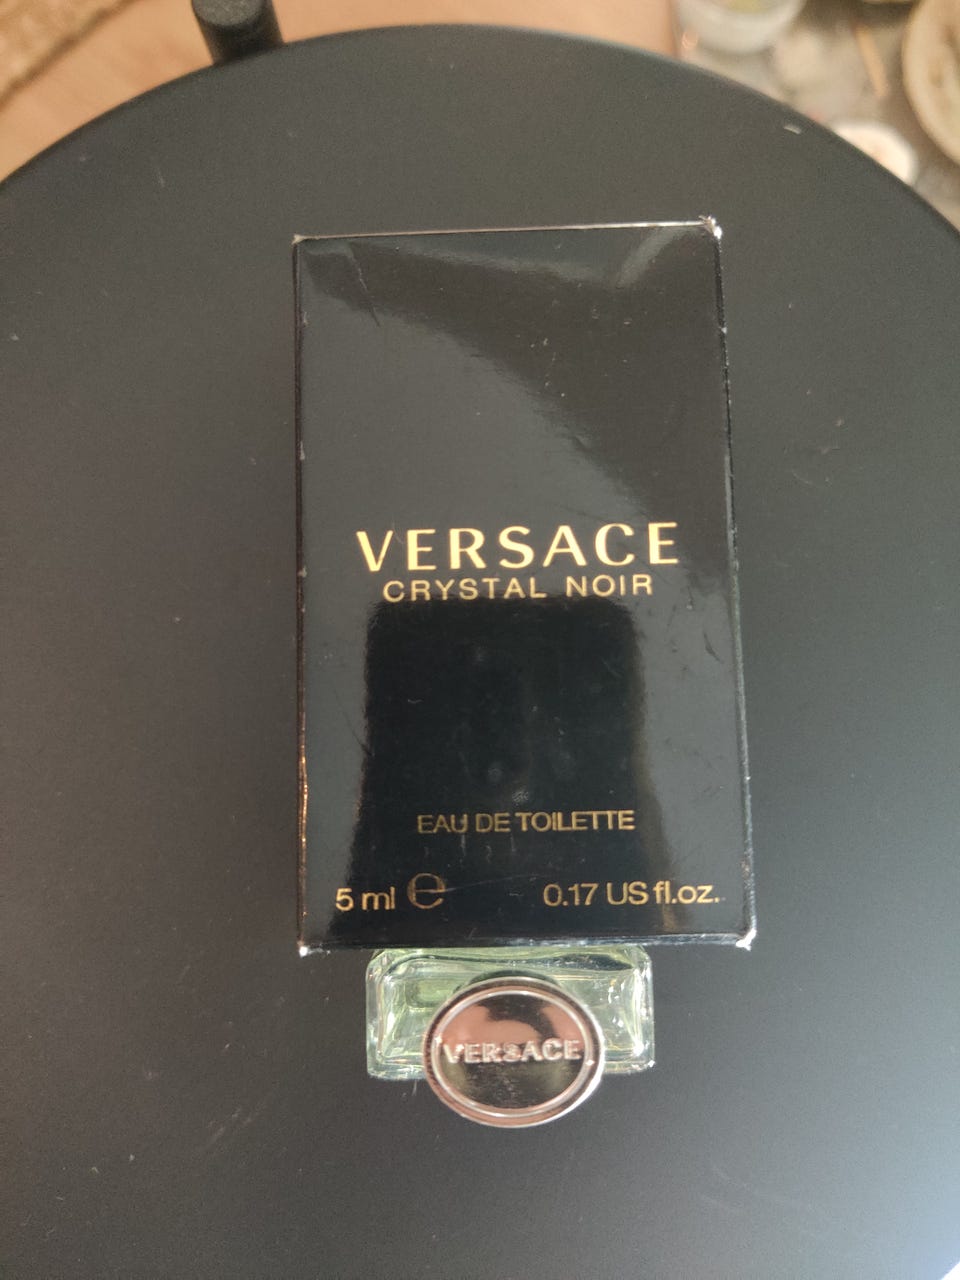 VERSACE
CRYSTAL NOIR
EAU DE TOILETTE
5 ml e 0.17 US fl.oz.
VERSACE